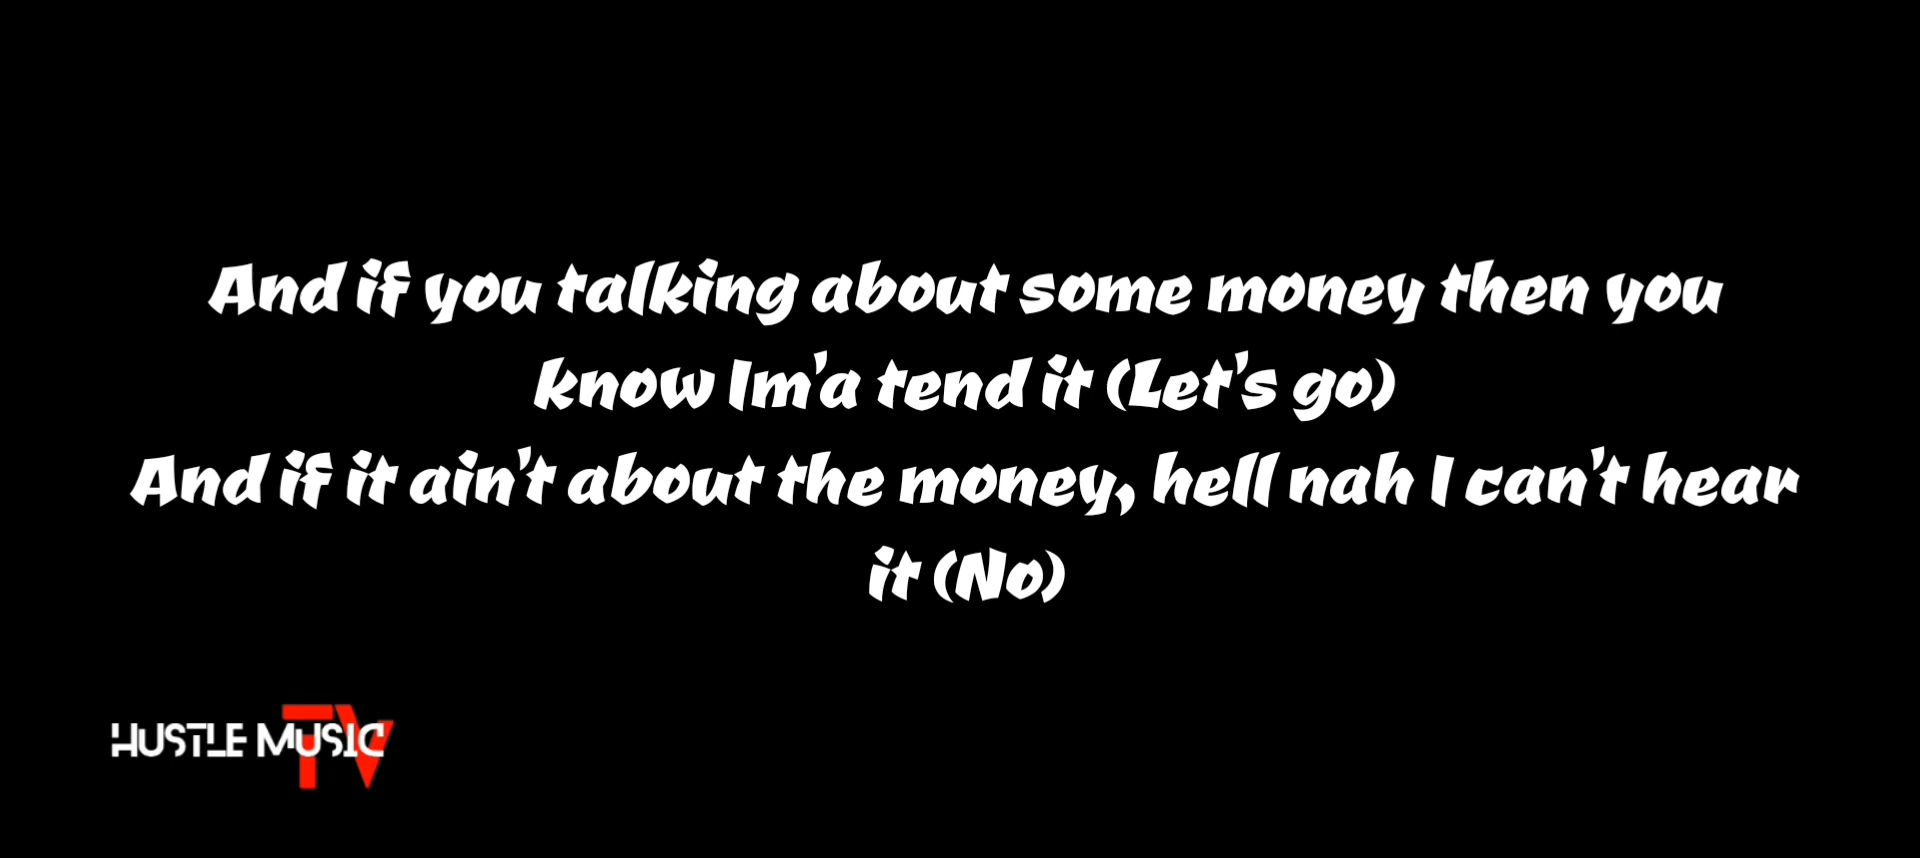 And if you talking about some money then you
know Im'a tend it (Let's go)
And if it ain't about the money, hell nah I can't hear
it (No)
HUSTLE MUSIC TV